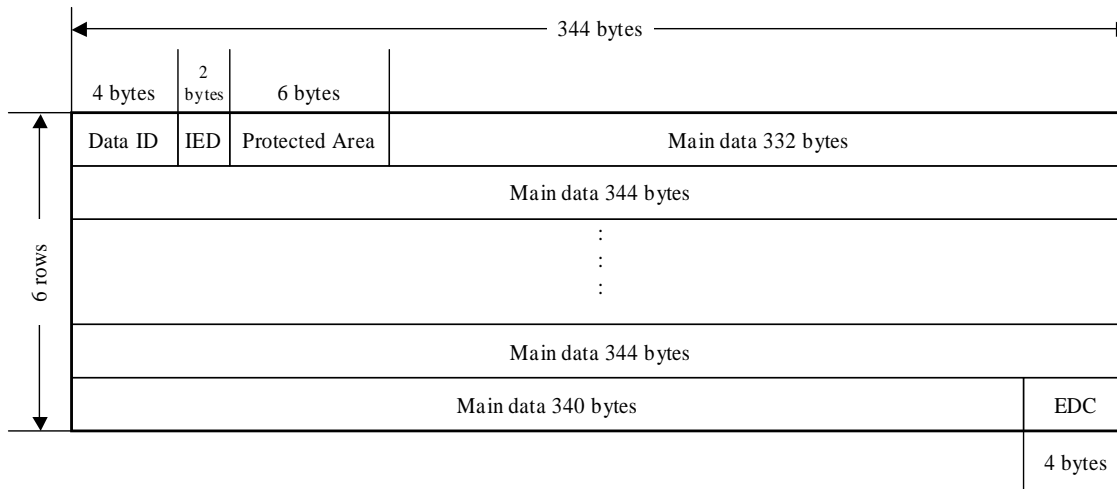 344 bytes
4 bytes
2
bytes
6 bytes
Data ID
IED
Protected Area
Main data 332 bytes
Main data 344 bytes
:
:
:
6 rows
Main data 344 bytes
Main data 340 bytes
EDC
4 bytes